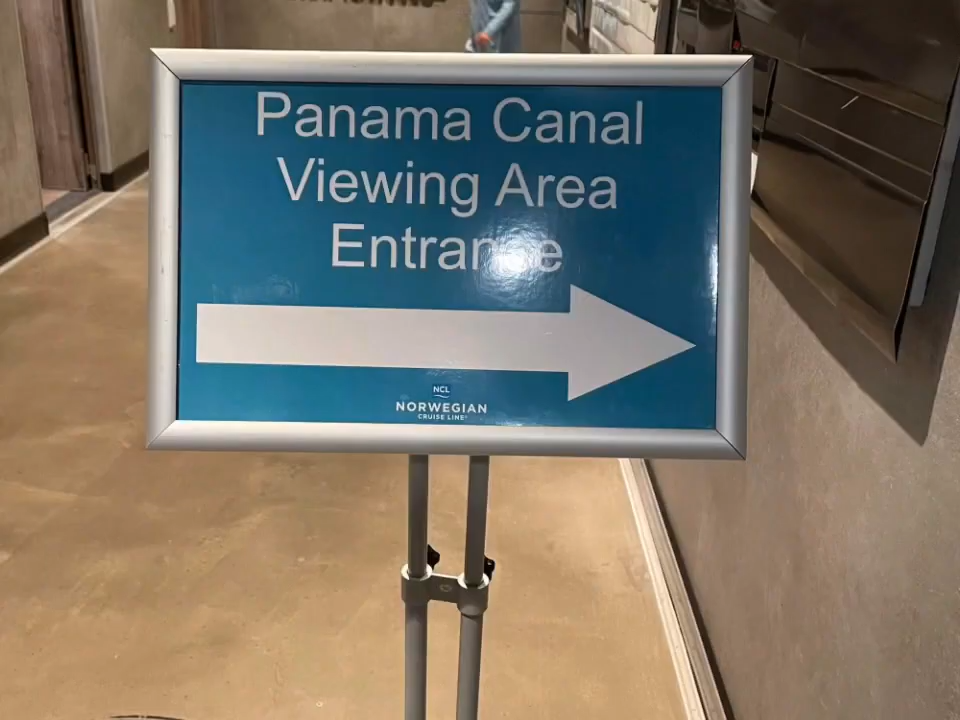 Panama Canal
Viewing Area
Entrance
NCL
NORWEGIAN
CRUISE LINE®